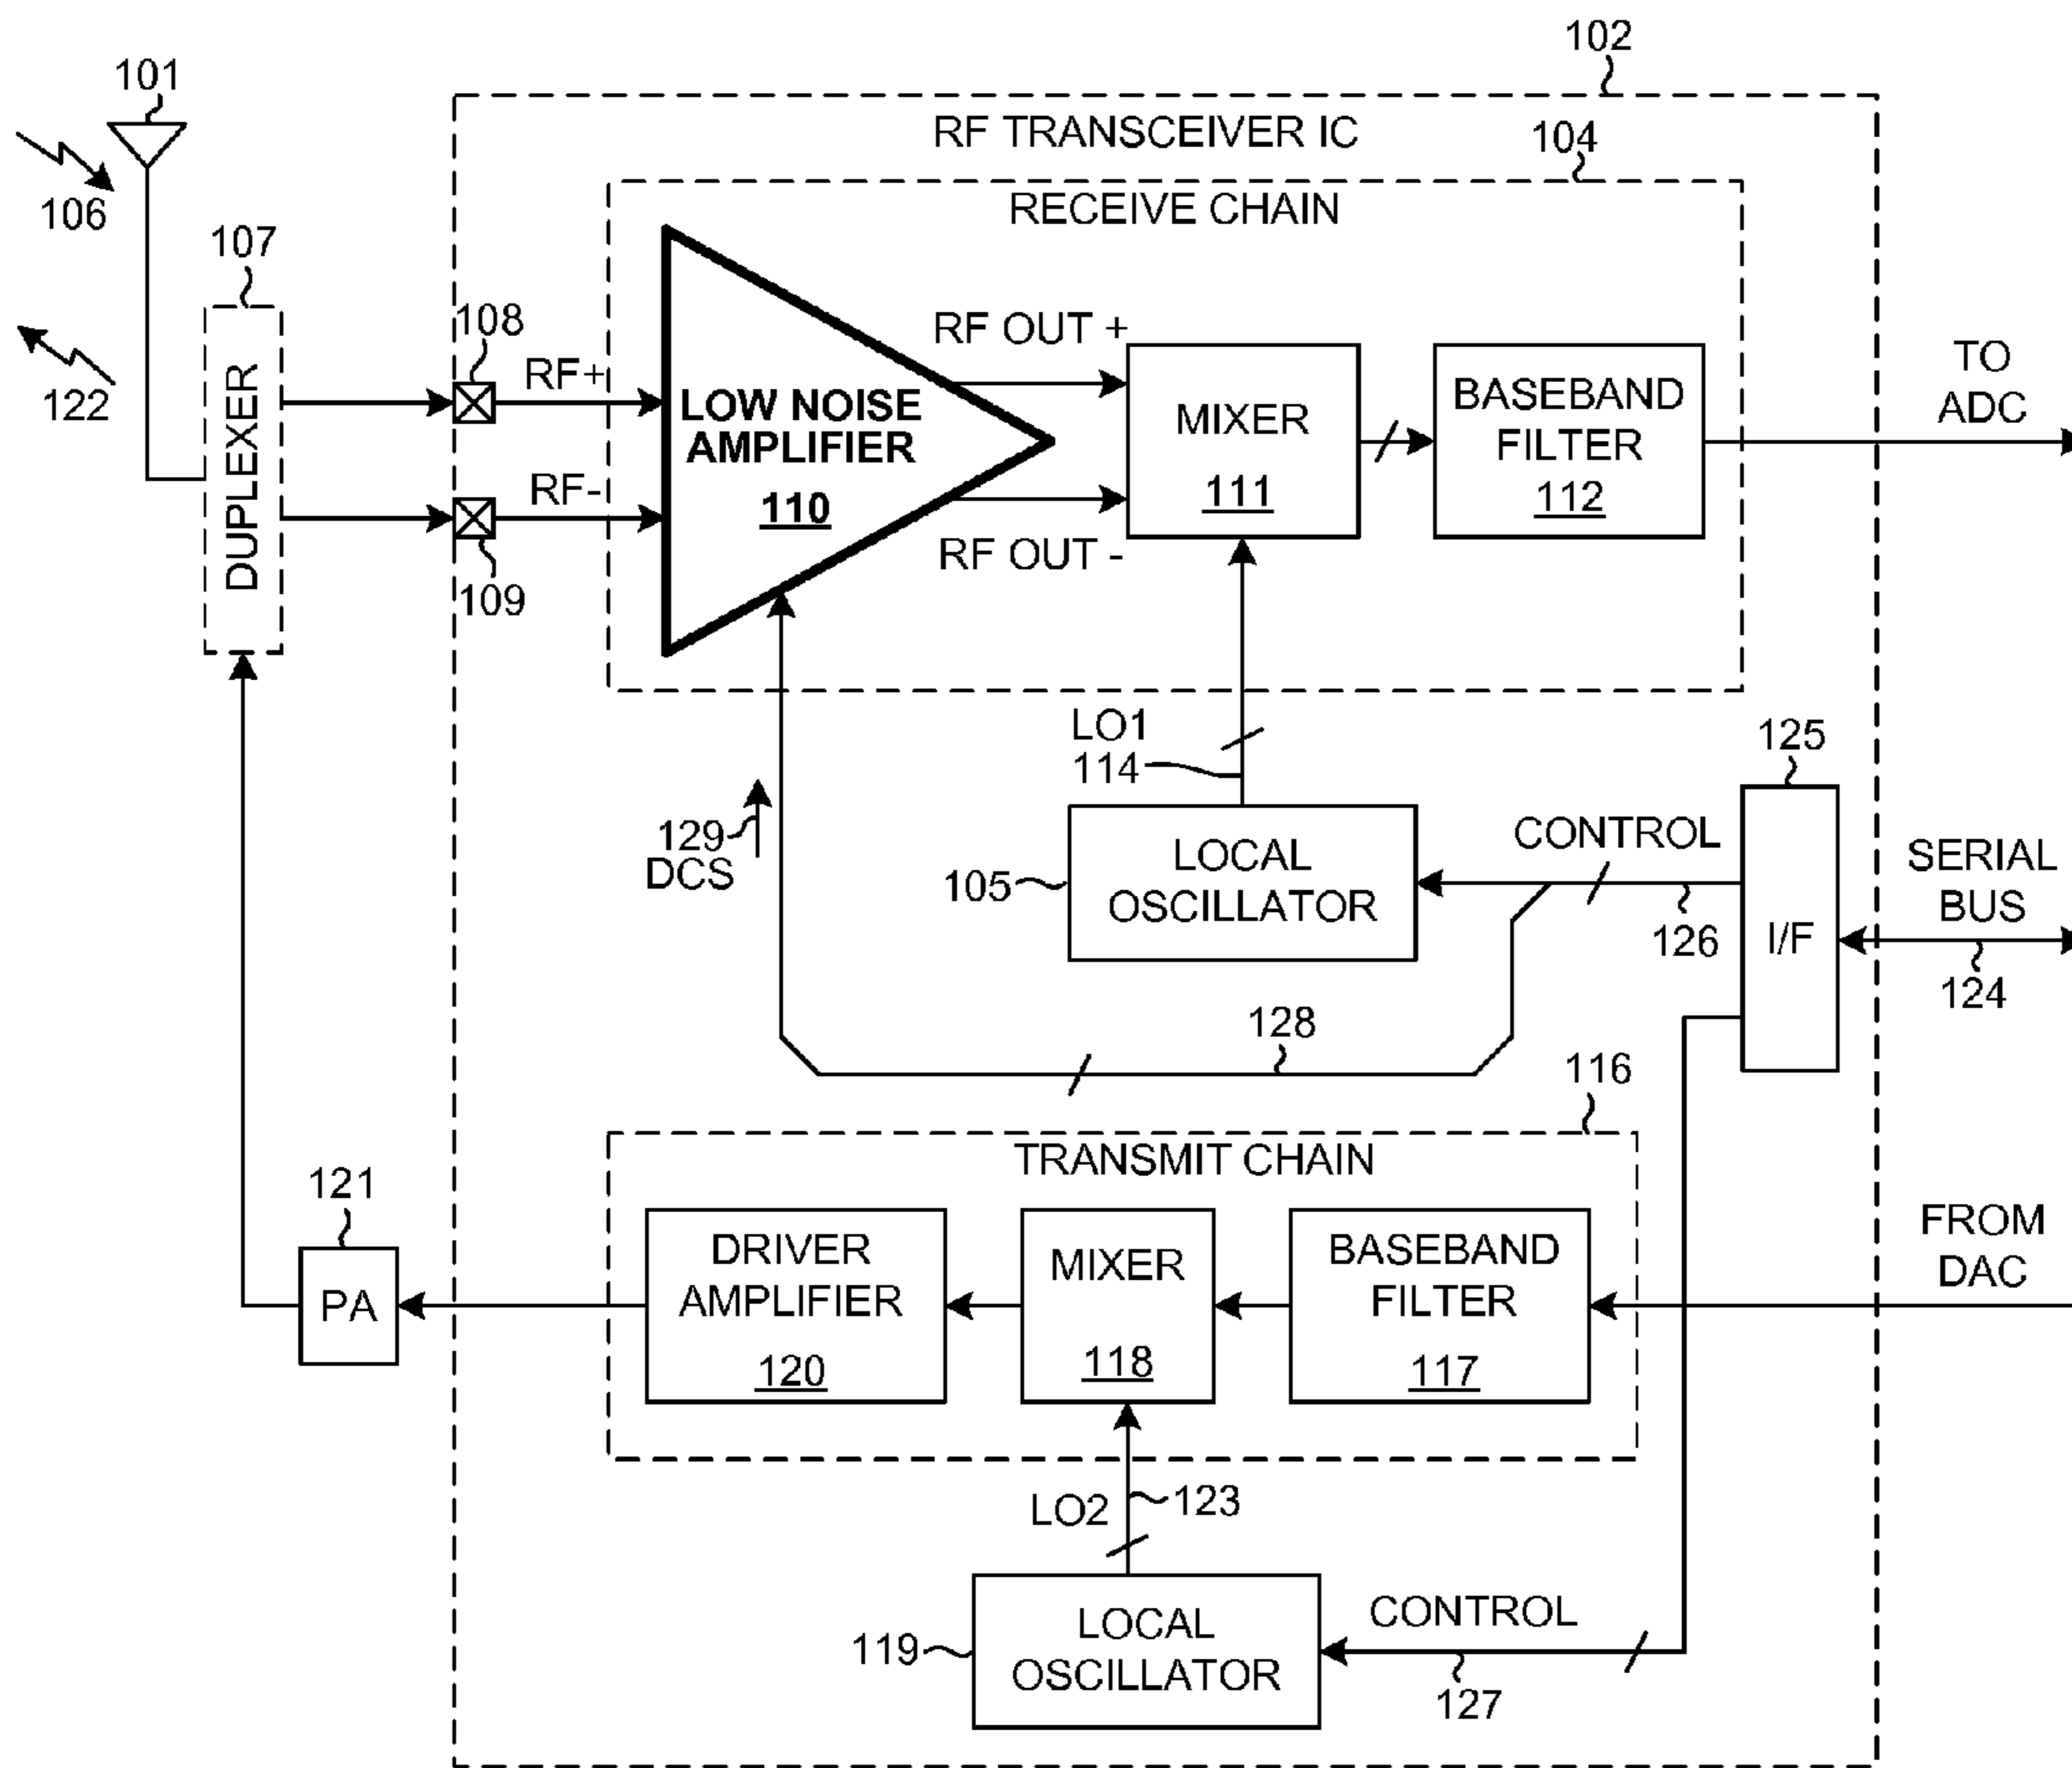 102
101
RF TRANSCEIVER IC
104
106
RECEIVE CHAIN
107
108
RF+
RF OUT +
122
DUPLEXER
LOW NOISE
AMPLIFIER
110
MIXER
111
BASEBAND
FILTER
112
TO
ADC
RF-
RF OUT -
109
LO1
114
125
129
DCS
105
LOCAL
OSCILLATOR
CONTROL
126
I/F
SERIAL
BUS
124
128
116
TRANSMIT CHAIN
121
PA
DRIVER
AMPLIFIER
120
MIXER
118
BASEBAND
FILTER
117
FROM
DAC
LO2
123
119
LOCAL
OSCILLATOR
CONTROL
127